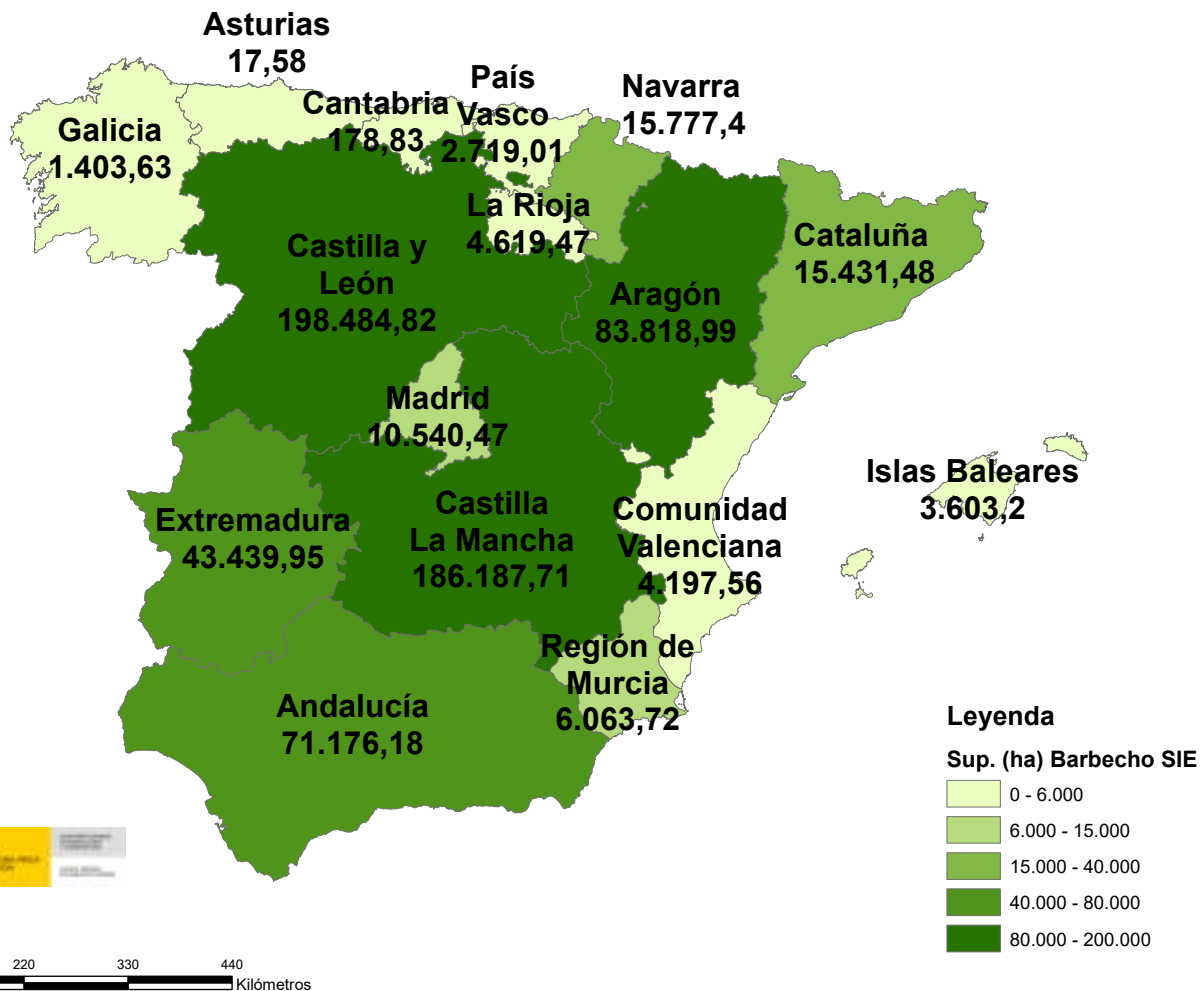 Asturias
17,58
País
Vasco
2.719,01
Navarra
15.777,4
Cantabria
178,83
Galicia
1.403,63
La Rioja
4.619,47
Cataluña
15.431,48
Castilla y
León
198.484,82
Aragón
83.818,99
Madrid
10.540,47
Islas Baleares
3.603,2
Extremadura
43.439,95
Castilla
La Mancha
186.187,71
Comunidad
Valenciana
4.197,56
Región de
Murcia
6.063,72
Andalucía
71.176,18
Leyenda
Sup. (ha) Barbecho SIE
0 - 6.000
6.000 - 15.000
15.000 - 40.000
40.000 - 80.000
80.000 - 200.000
220 330 440
Kilómetros